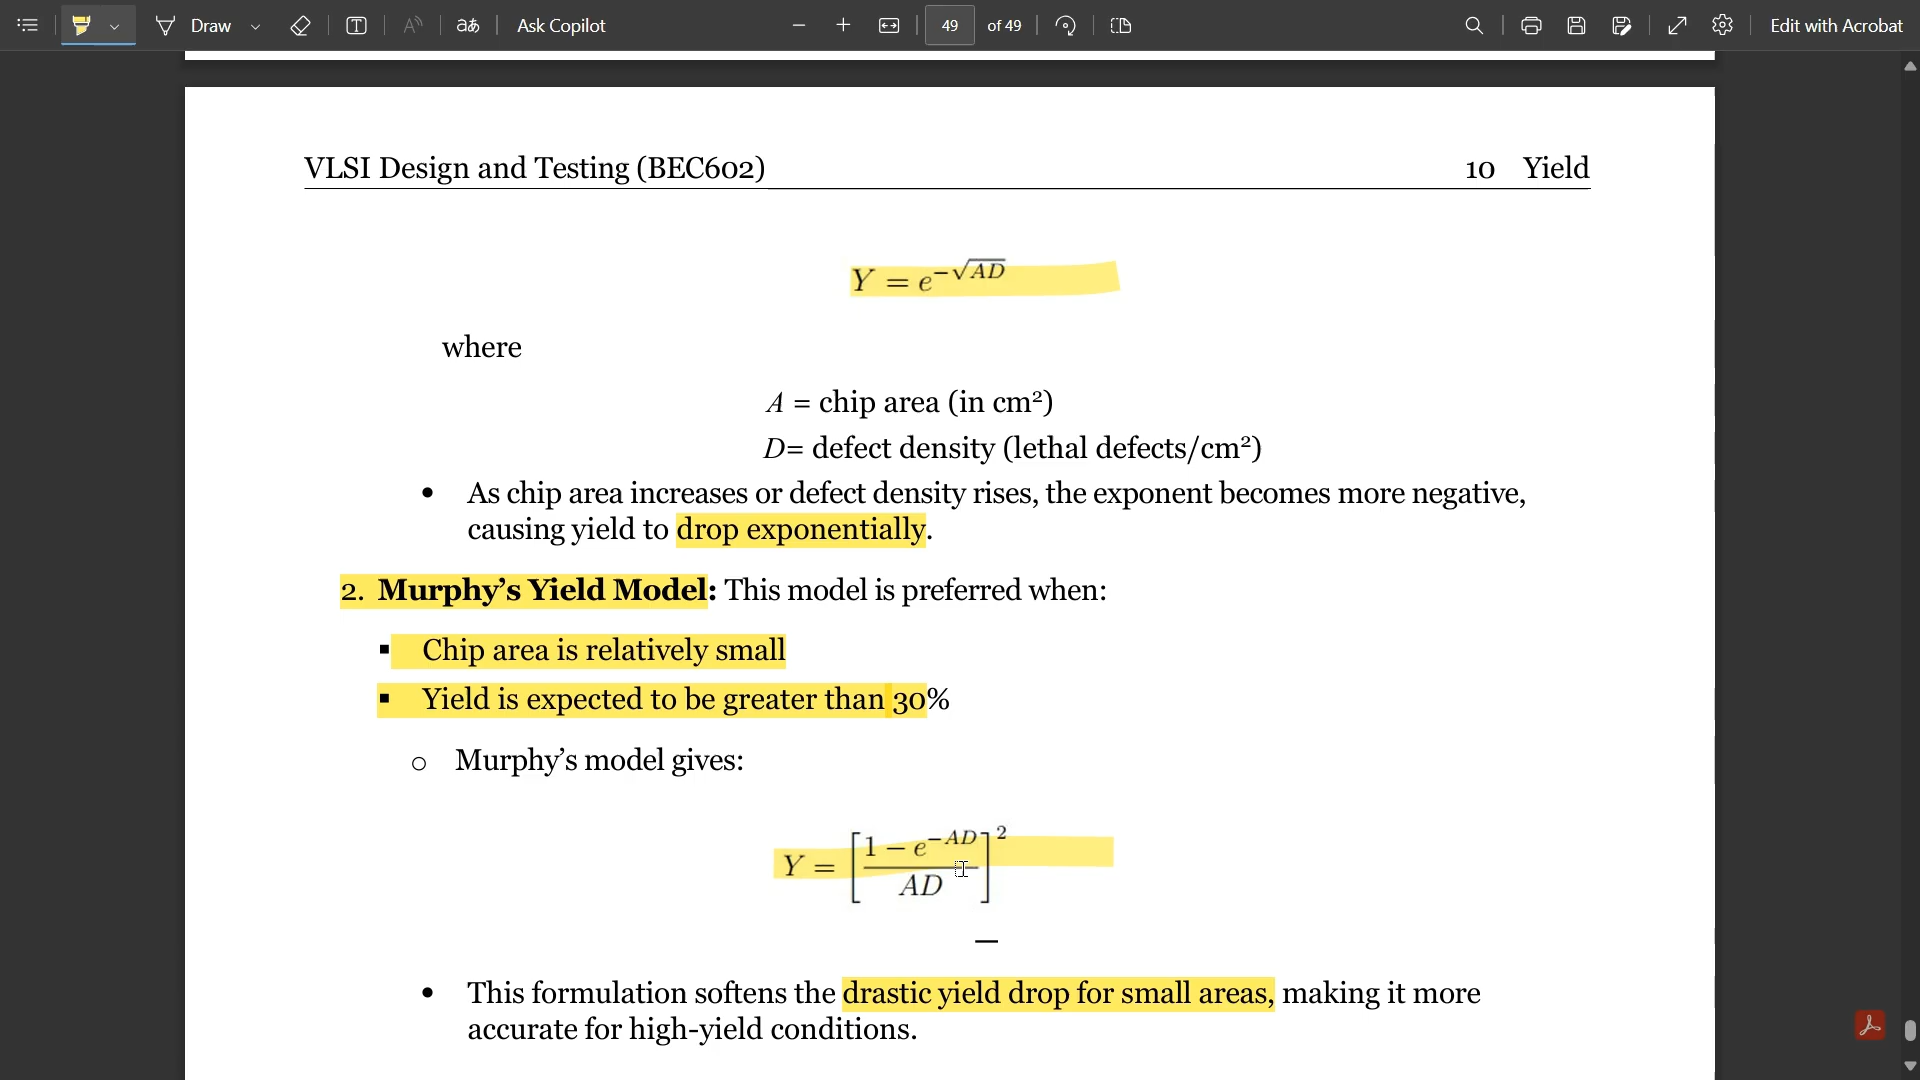 Draw
aあ
Ask Copilot
49 of 49
Edit with Acrobat
VLSI Design and Testing (BEC602) 10 Yield
Y = e^{-√AD}
where
A = chip area (in cm²)
D= defect density (lethal defects/cm²)
• As chip area increases or defect density rises, the exponent becomes more negative,
causing yield to drop exponentially.
2. Murphy’s Yield Model: This model is preferred when:
▪ Chip area is relatively small
▪ Yield is expected to be greater than 30%
o Murphy’s model gives:
Y = [(1 − e^{−AD}) / AD]²
• This formulation softens the drastic yield drop for small areas, making it more
accurate for high-yield conditions.